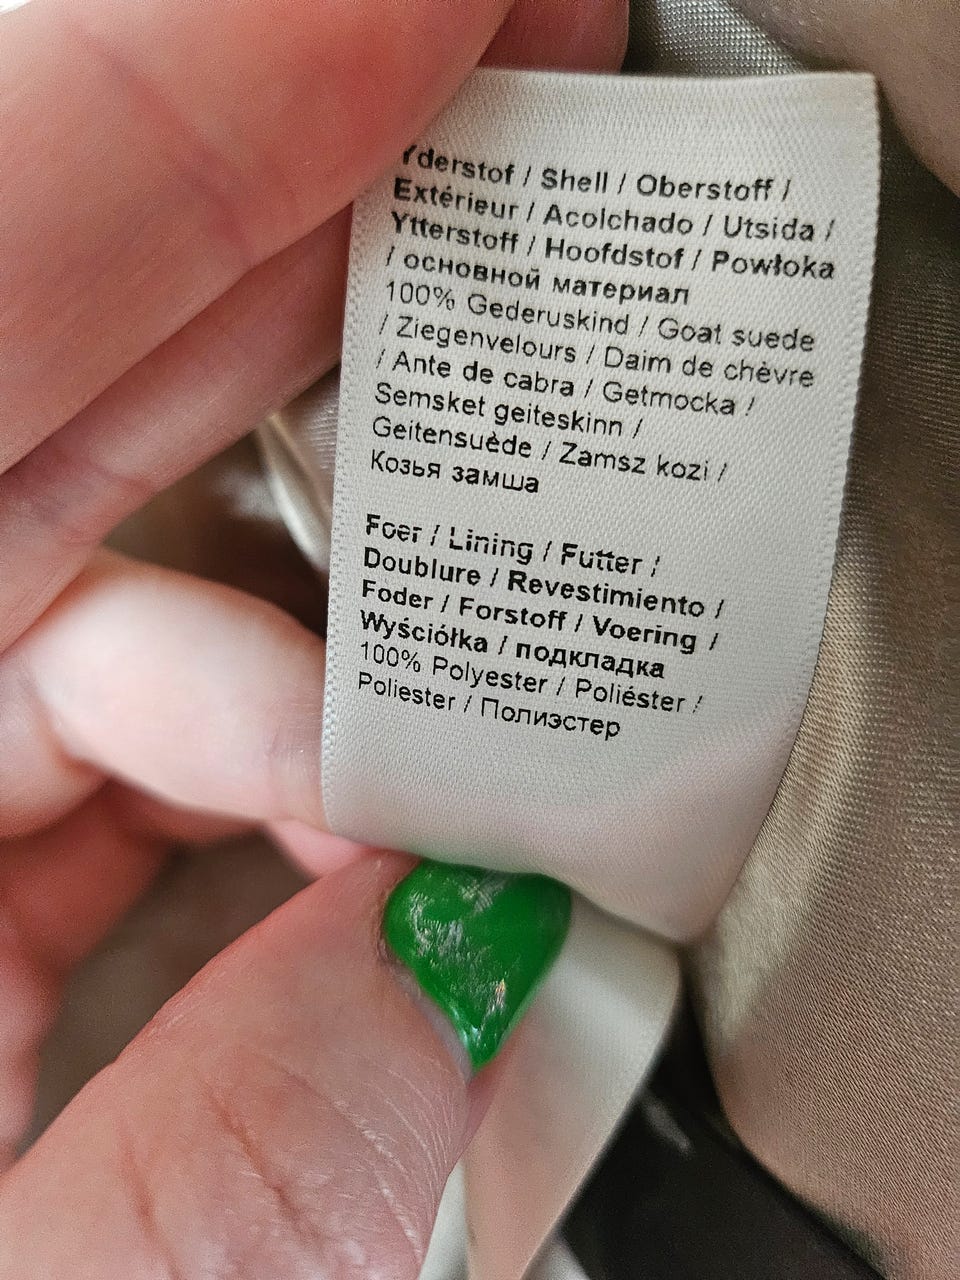 Yderstof / Shell / Oberstoff /
Extérieur / Acolchado / Utsida /
Ytterstoff / Hoofdstof / Powłoka
/ основной материал
100% Gederuskind / Goat suede
/ Ziegenvelours / Daim de chèvre
/ Ante de cabra / Getmocka /
Semsket geiteskinn /
Geitensuède / Zamsz kozi /
Козья замша
Foer / Lining / Futter /
Doublure / Revestimiento /
Foder / Forstoff / Voering /
Wyściółka / подкладка
100% Polyester / Poliéster /
Poliester / Полиэстер